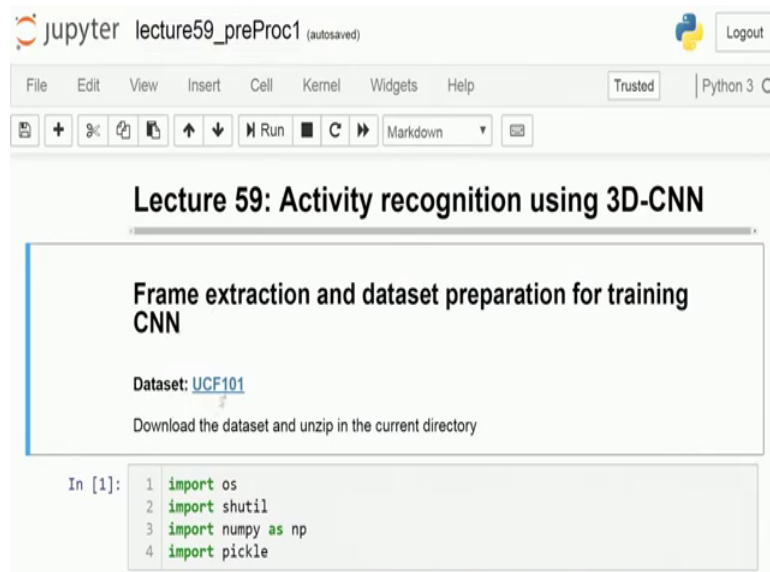 jupyter lecture59_preProc1 (autosaved)
Logout
File Edit View Insert Cell Kernel Widgets Help Trusted Python 3
Run Markdown
Lecture 59: Activity recognition using 3D-CNN
Frame extraction and dataset preparation for training
CNN
Dataset: UCF101
Download the dataset and unzip in the current directory
In [1]: 1 import os
2 import shutil
3 import numpy as np
4 import pickle